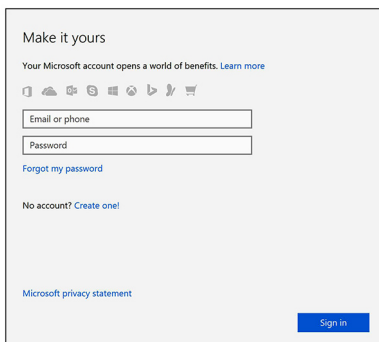 Make it yours
Your Microsoft account opens a world of benefits. Learn more
Email or phone
Password
Forgot my password
No account? Create one!
Microsoft privacy statement
Sign in